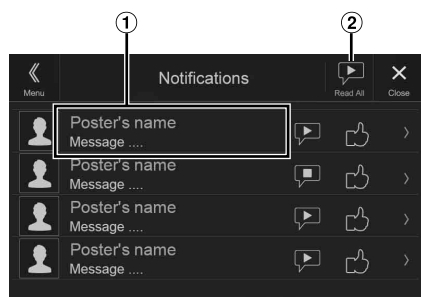 1 2
Menu Notifications Read All Close
Poster's name
Message ....
Poster's name
Message ....
Poster's name
Message ....
Poster's name
Message ....